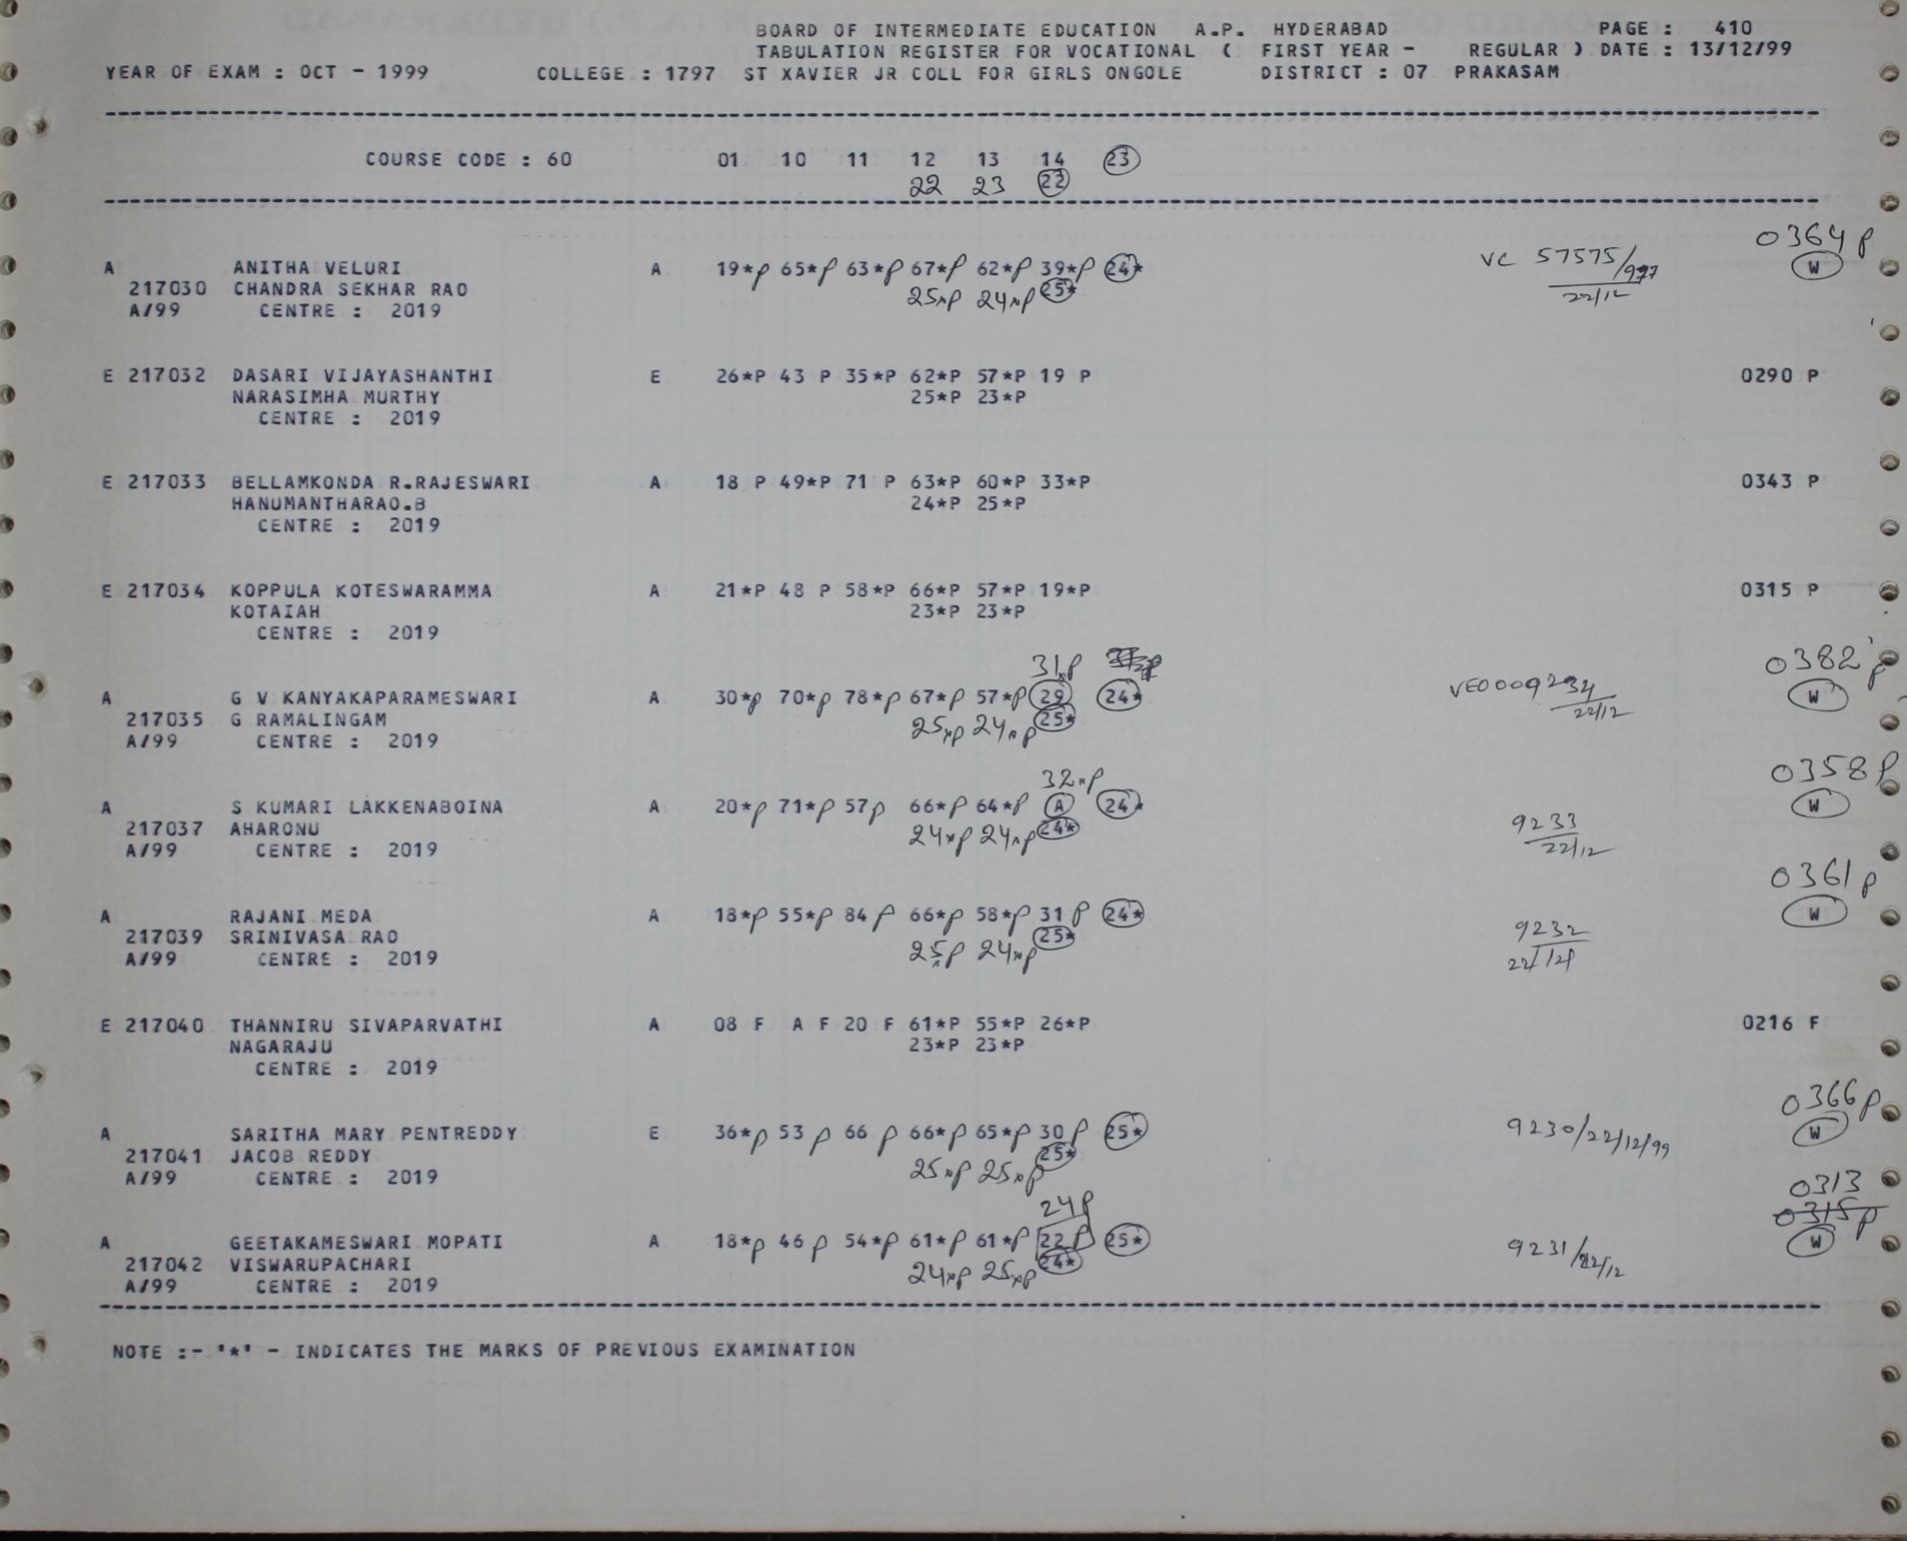 BOARD OF INTERMEDIATE EDUCATION A.P. HYDERABAD PAGE : 410
TABULATION REGISTER FOR VOCATIONAL ( FIRST YEAR - REGULAR ) DATE : 13/12/99
YEAR OF EXAM : OCT - 1999 COLLEGE : 1797 ST XAVIER JR COLL FOR GIRLS ONGOLE DISTRICT : 07 PRAKASAM
COURSE CODE : 60 01 10 11 12 13 14 23
22 23 22
0364 P
A ANITHA VELURI A 19*P 65*P 63*P 67*P 62*P 39*P 24* VC 57575/ W
217030 CHANDRA SEKHAR RAO 25*P 24*P 25* 22/12
A/99 CENTRE : 2019
E 217032 DASARI VIJAYASHANTHI E 26*P 43 P 35*P 62*P 57*P 19 P 0290 P
NARASIMHA MURTHY 25*P 23*P
CENTRE : 2019
E 217033 BELLAMKONDA R.RAJESWARI A 18 P 49*P 71 P 63*P 60*P 33*P 0343 P
HANUMANTHARAO.B 24*P 25*P
CENTRE : 2019
E 217034 KOPPULA KOTESWARAMMA A 21*P 48 P 58*P 66*P 57*P 19*P 0315 P
KOTAIAH 23*P 23*P
CENTRE : 2019
31*P 0382 P
A G V KANYAKAPARAMESWARI A 30*P 70*P 78*P 67*P 57*P 29 24* VE0009234 W
217035 G RAMALINGAM 25*P 24*P 25* 22/12
A/99 CENTRE : 2019
32*P 0358 P
A S KUMARI LAKKENABOINA A 20*P 71*P 57P 66*P 64*P A 24* W
217037 AHARONU 24*P 24*P 24* 9233
A/99 CENTRE : 2019 22/12
0361 P
A RAJANI MEDA A 18*P 55*P 84 P 66*P 58*P 31 P 24* W
217039 SRINIVASA RAO 25*P 24*P 25* 9232
A/99 CENTRE : 2019 22/12
E 217040 THANNIRU SIVAPARVATHI A 08 F A F 20 F 61*P 55*P 26*P 0216 F
NAGARAJU 23*P 23*P
CENTRE : 2019
0366 P
A SARITHA MARY PENTREDDY E 36*P 53 P 66 P 66*P 65*P 30 P 25* 9230/22/12/99 W
217041 JACOB REDDY 25*P 25*P 25*
A/99 CENTRE : 2019
24P 0313
0315 P
A GEETAKAMESWARI MOPATI A 18*P 46 P 54*P 61*P 61*P 22 P 25* 9231/22/12 W
217042 VISWARUPACHARI 24*P 25*P 24*
A/99 CENTRE : 2019
NOTE :- '*' - INDICATES THE MARKS OF PREVIOUS EXAMINATION